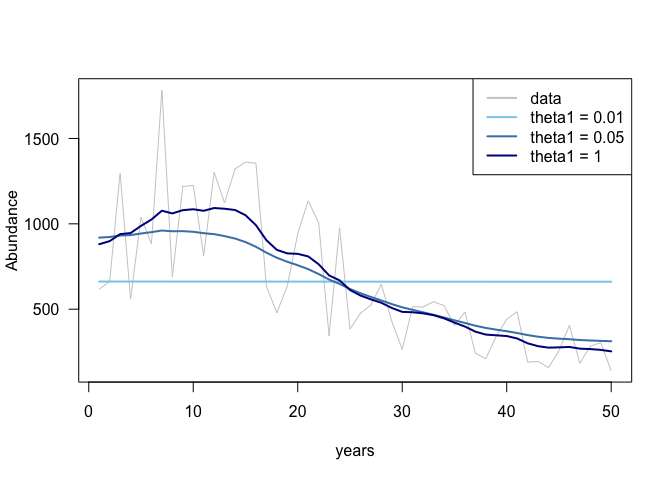 data
theta1 = 0.01
theta1 = 0.05
theta1 = 1
Abundance
1500
1000
500
0
10
20
30
40
50
years